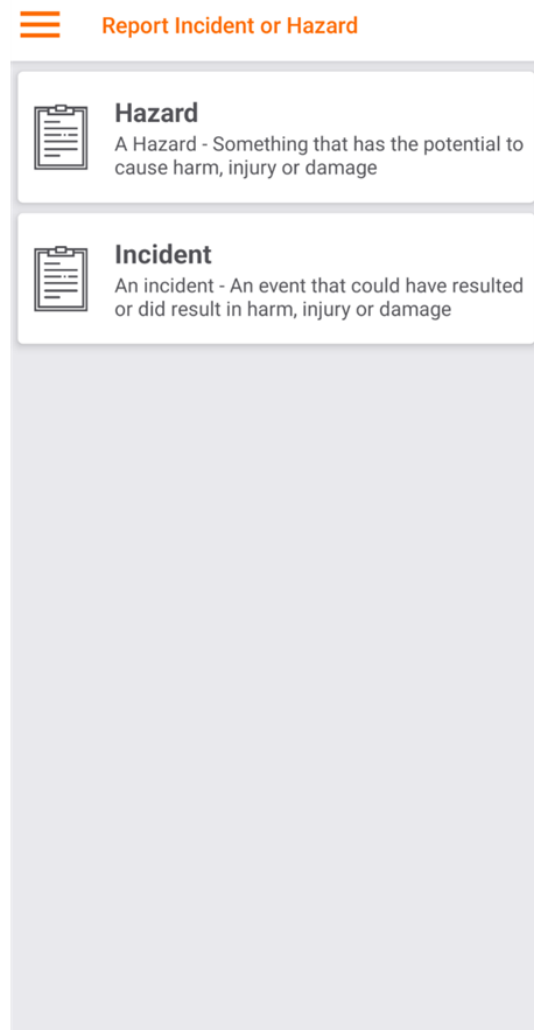 Report Incident or Hazard
Hazard
A Hazard - Something that has the potential to
cause harm, injury or damage
Incident
An incident - An event that could have resulted
or did result in harm, injury or damage